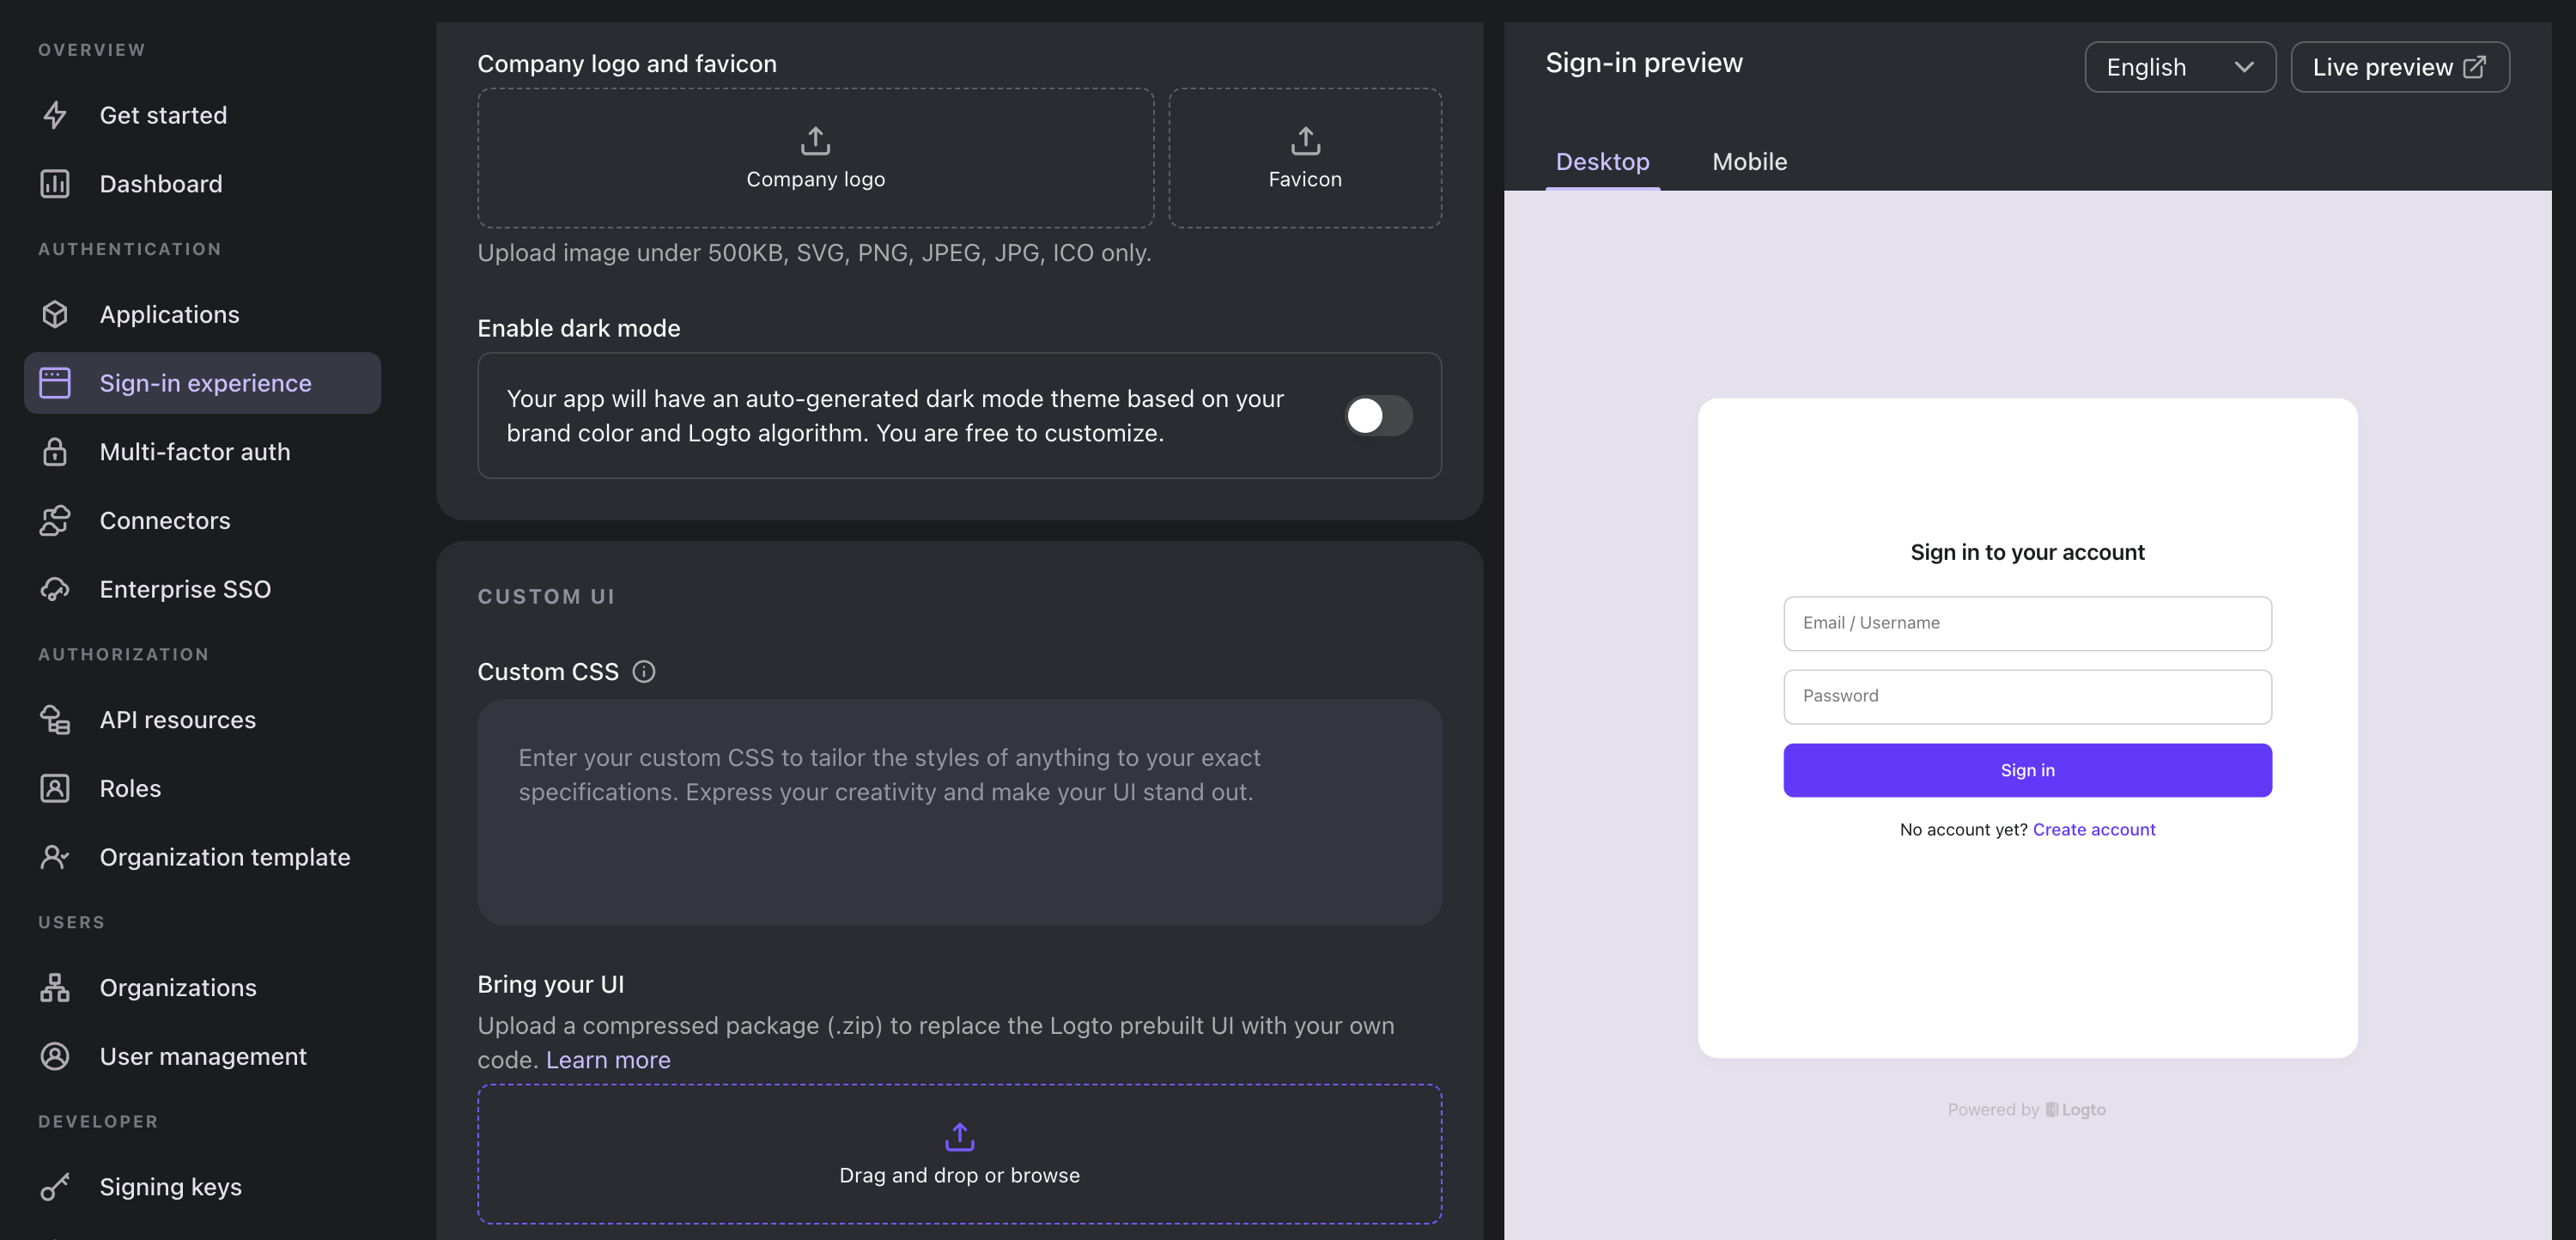 OVERVIEW
Get started
Dashboard
AUTHENTICATION
Applications
Sign-in experience
Multi-factor auth
Connectors
Enterprise SSO
AUTHORIZATION
API resources
Roles
Organization template
USERS
Organizations
User management
DEVELOPER
Signing keys
Company logo and favicon
Company logo
Favicon
Upload image under 500KB, SVG, PNG, JPEG, JPG, ICO only.
Enable dark mode
Your app will have an auto-generated dark mode theme based on your
brand color and Logto algorithm. You are free to customize.
CUSTOM UI
Custom CSS
Enter your custom CSS to tailor the styles of anything to your exact
specifications. Express your creativity and make your UI stand out.
Bring your UI
Upload a compressed package (.zip) to replace the Logto prebuilt UI with your own
code. Learn more
Drag and drop or browse
Sign-in preview
English
Live preview
Desktop
Mobile
Sign in to your account
Email / Username
Password
Sign in
No account yet? Create account
Powered by Logto